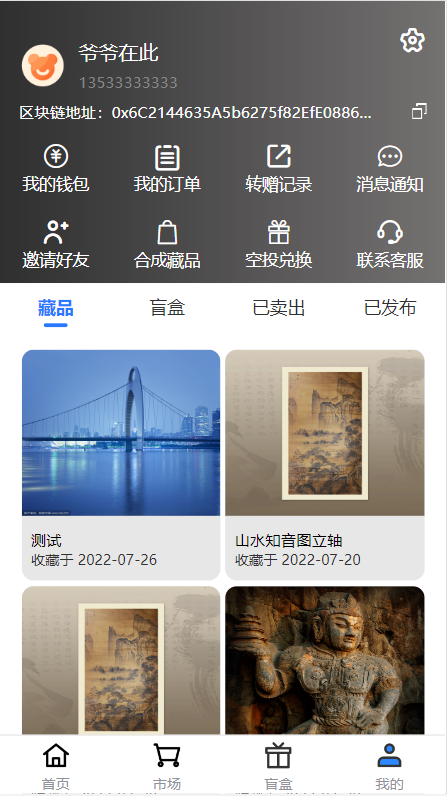 爷爷在此
13533333333
区块链地址：0x6C2144635A5b6275f82EfE0886...
我的钱包 我的订单 转赠记录 消息通知
邀请好友 合成藏品 空投兑换 联系客服
藏品 盲盒 已卖出 已发布
测试 山水知音图立轴
收藏于 2022-07-26 收藏于 2022-07-20
首页 市场 盲盒 我的